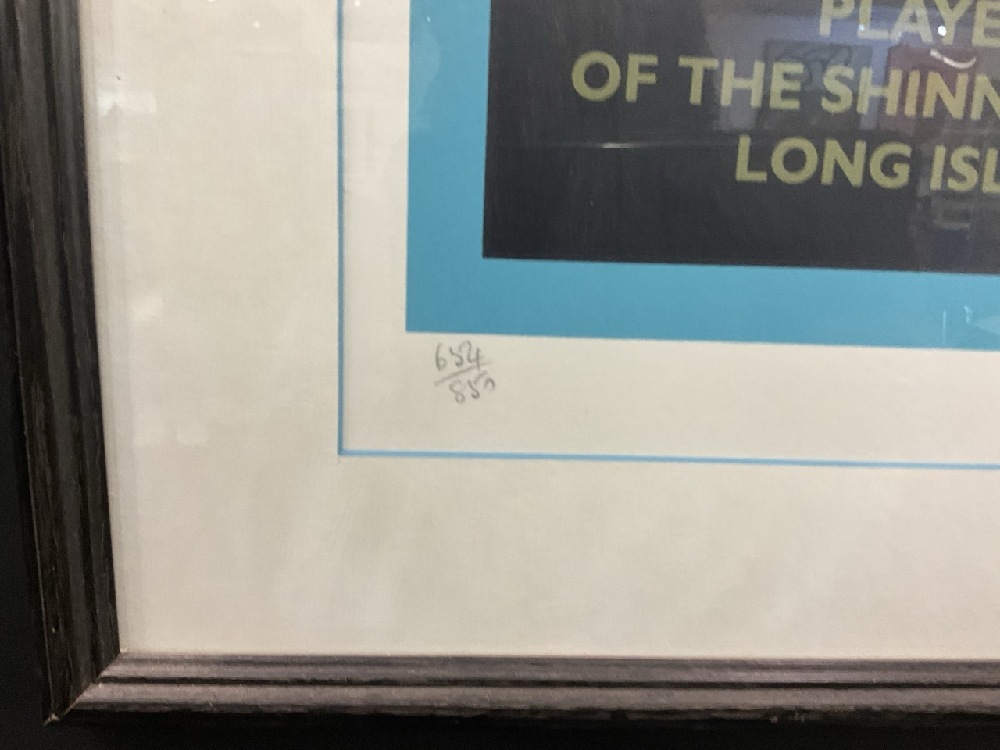 PLAYE
OF THE SHINN
LONG ISL
654
850